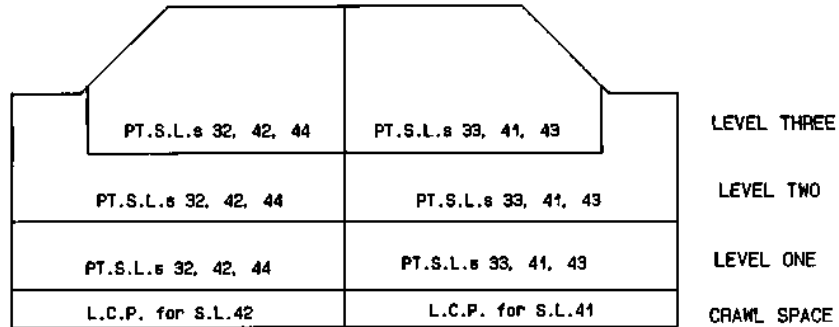 PT.S.L.s 32, 42, 44 PT.S.L.s 33, 41, 43 LEVEL THREE
PT.S.L.s 32, 42, 44 PT.S.L.s 33, 41, 43 LEVEL TWO
PT.S.L.s 32, 42, 44 PT.S.L.s 33, 41, 43 LEVEL ONE
L.C.P. for S.L.42 L.C.P. for S.L.41 CRAWL SPACE